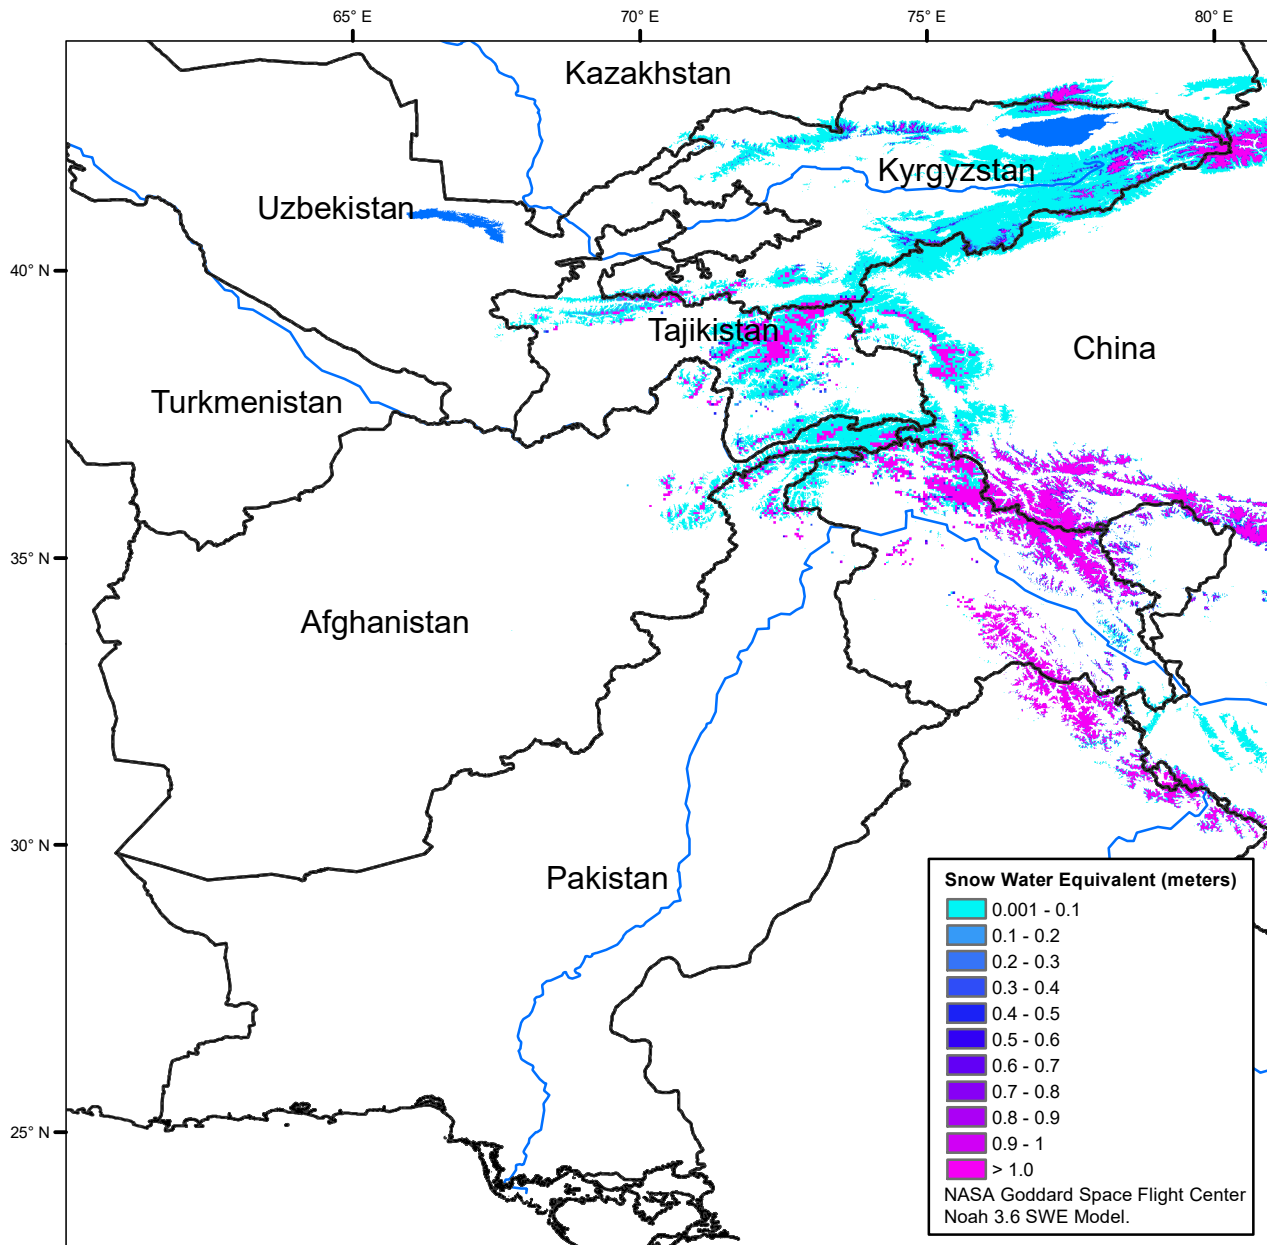 65° E
70° E
75° E
80° E
Kazakhstan
Kyrgyzstan
Uzbekistan
40° N
Tajikistan
China
Turkmenistan
35° N
Afghanistan
30° N
Pakistan
25° N
Snow Water Equivalent (meters)
0.001 - 0.1
0.1 - 0.2
0.2 - 0.3
0.3 - 0.4
0.4 - 0.5
0.5 - 0.6
0.6 - 0.7
0.7 - 0.8
0.8 - 0.9
0.9 - 1
> 1.0
NASA Goddard Space Flight Center
Noah 3.6 SWE Model.